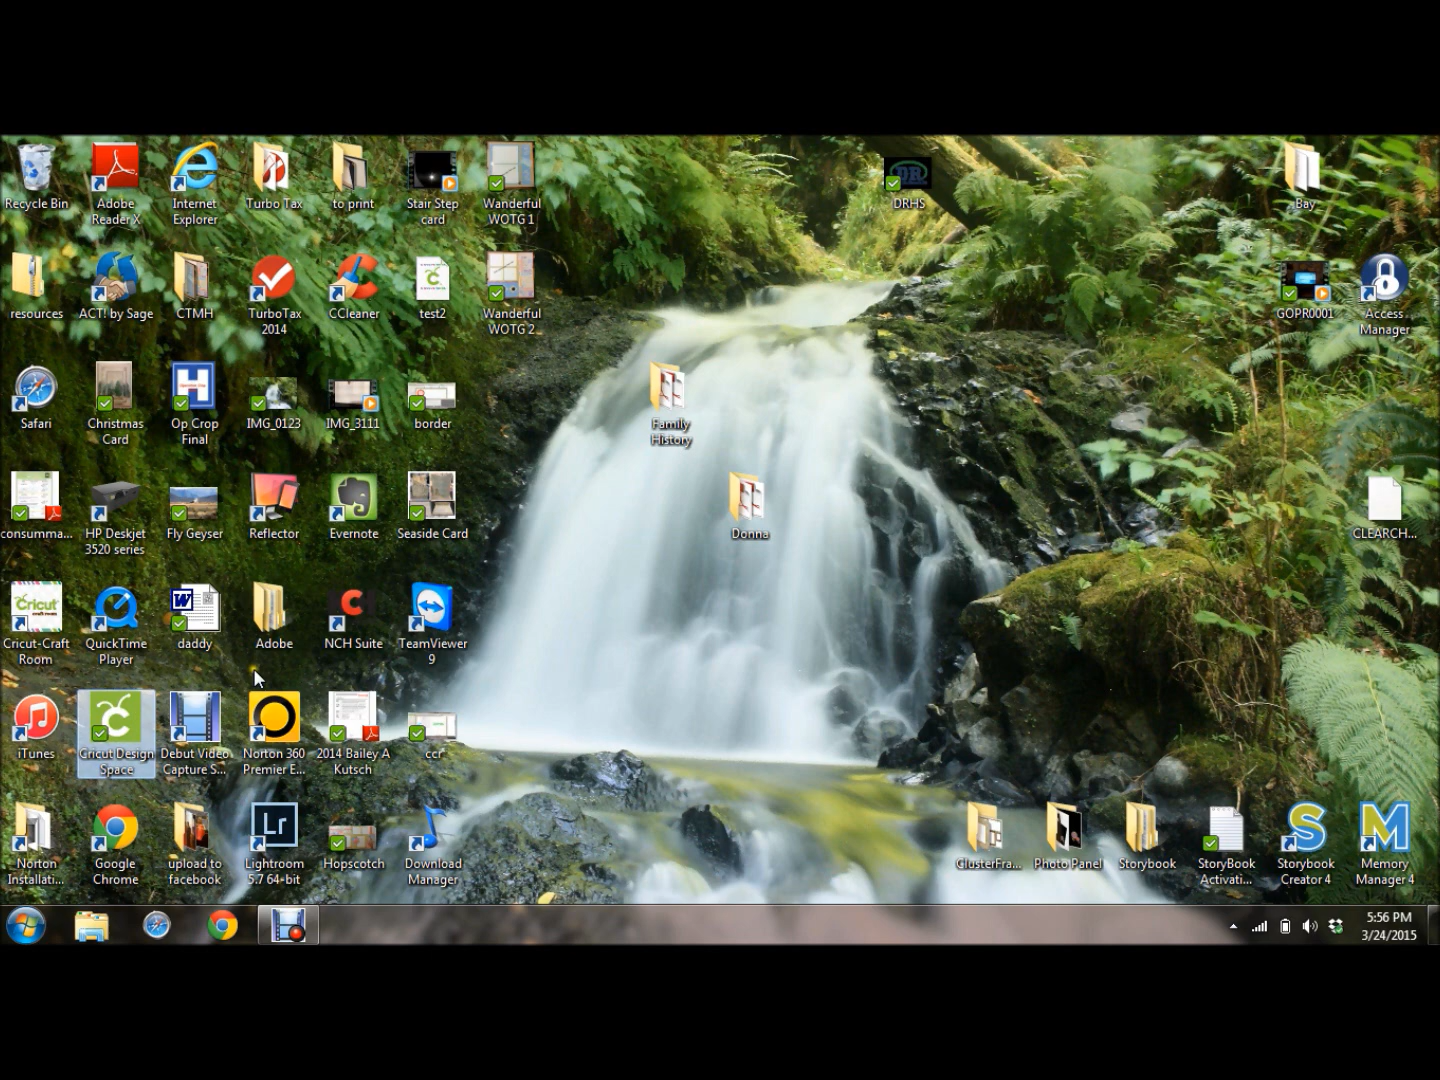 Recycle Bin
Adobe
Reader X
Internet
Explorer
Turbo Tax
to print
Stair Step
card
Wanderful
WOTG 1
DR
DRHS
Bay
resources
ACT! by Sage
CTMH
TurboTax
2014
CCleaner
test2
Wanderful
WOTG 2
GOPR0001
Access
Manager
Safari
Christmas
Card
H
Op Crop
Final
IMG_0123
IMG_3111
border
Family
History
consumma...
HP Deskjet
3520 series
Fly Geyser
Reflector
Evernote
Seaside Card
Donna
CLEARCH...
Cricut
craft room
Cricut-Craft
Room
QuickTime
Player
W
daddy
Adobe
NCH Suite
TeamViewer
9
iTunes
Cricut Design
Space
Debut Video
Capture S...
Norton 360
Premier E...
2014 Bailey A
Kutsch
ccr
Norton
Installati...
Google
Chrome
upload to
facebook
Lr
Lightroom
5.7 64-bit
Hopscotch
Download
Manager
ClusterFra...
Photo Panel
Storybook
StoryBook
Activati...
S
Storybook
Creator 4
M
Memory
Manager 4
5:56 PM
3/24/2015